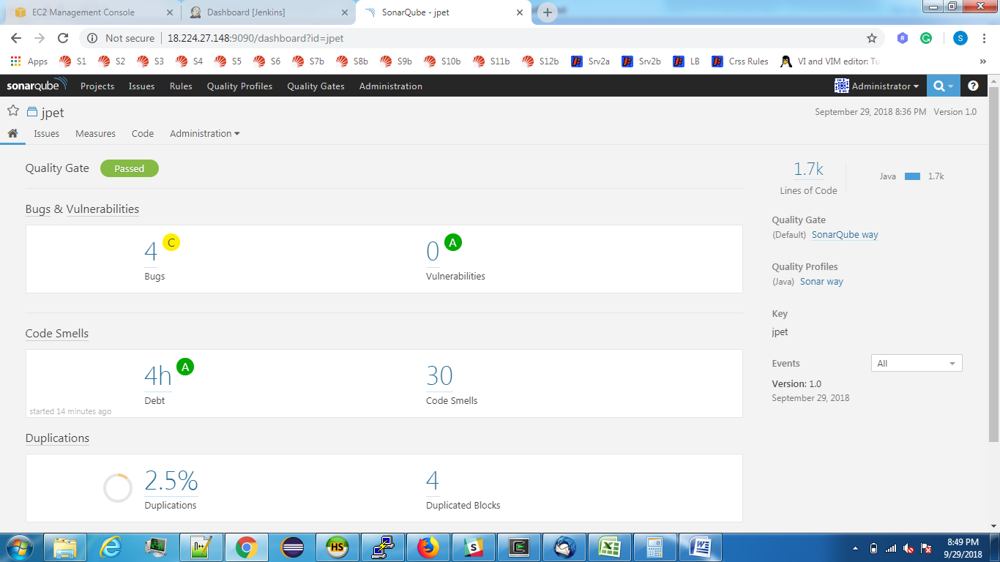 EC2 Management Console
Dashboard [Jenkins]
SonarQube - jpet
Not secure 18.224.27.148:9090/dashboard?id=jpet
Apps S1 S2 S3 S4 S5 S6 S7b S8b S9b S10b S11b S12b Srv2a Srv2b LB Crss Rules VI and VIM editor: Tu
sonarqube Projects Issues Rules Quality Profiles Quality Gates Administration Administrator
jpet
September 29, 2018 8:36 PM Version 1.0
Issues Measures Code Administration
Quality Gate Passed
1.7k
Lines of Code
Java 1.7k
Bugs & Vulnerabilities
4 C
Bugs
0 A
Vulnerabilities
Code Smells
4h A
Debt
30
Code Smells
started 14 minutes ago
Duplications
2.5%
Duplications
4
Duplicated Blocks
Quality Gate
(Default) SonarQube way
Quality Profiles
(Java) Sonar way
Key
jpet
Events All
Version: 1.0
September 29, 2018
8:49 PM
9/29/2018